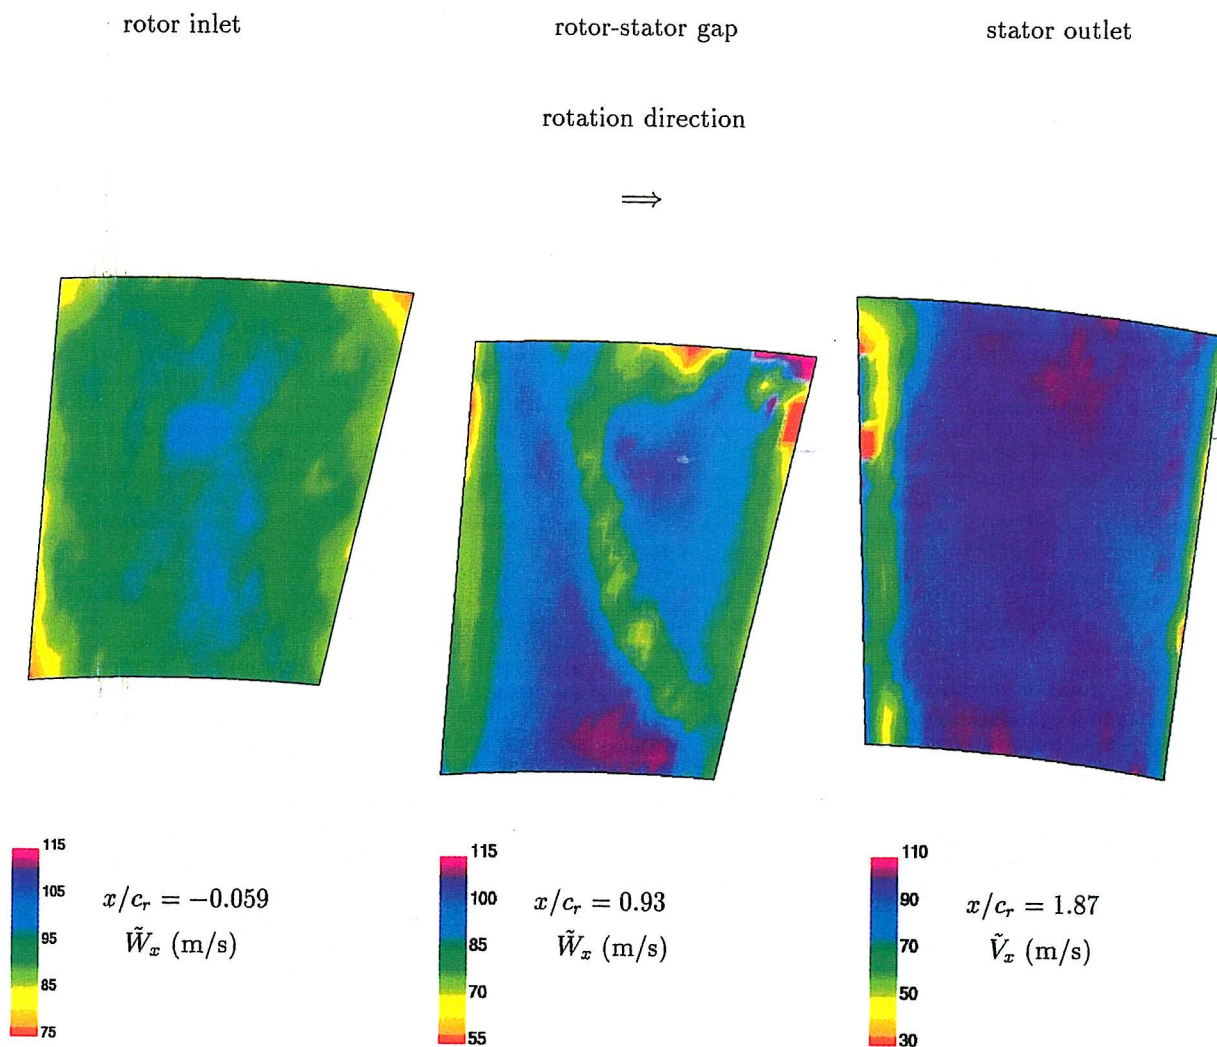 rotor inlet
rotor-stator gap
stator outlet
rotation direction
⟹
115
105
95
85
75
x/c_r = −0.059
W̃_x (m/s)
115
100
85
70
55
x/c_r = 0.93
W̃_x (m/s)
110
90
70
50
30
x/c_r = 1.87
Ṽ_x (m/s)